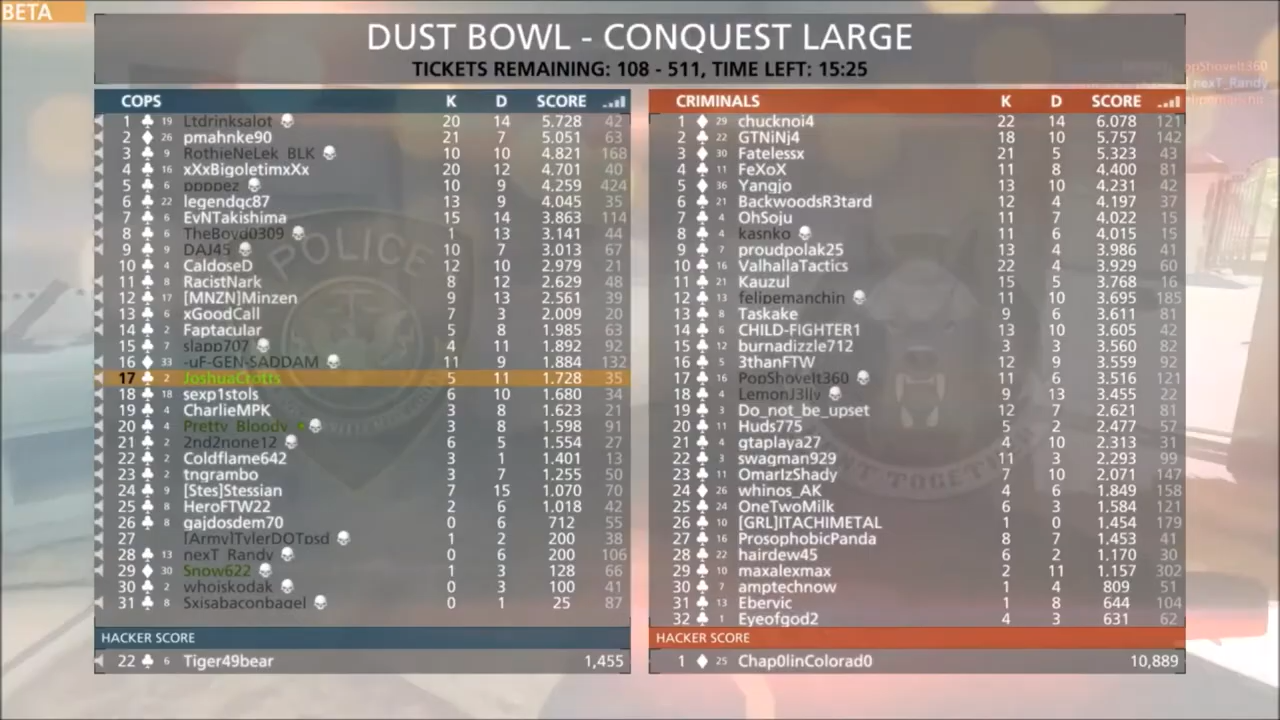 BETA
DUST BOWL - CONQUEST LARGE
TICKETS REMAINING: 108 - 511, TIME LEFT: 15:25
COPS K D SCORE
1 19 Ltdrinksalot 20 14 5.728 42
2 26 pmahnke90 21 7 5.051 63
3 9 RothieNeLek BLK 10 10 4.821 168
4 16 xXxBigoletimxXx 20 12 4.701 40
5 6 ppppez 10 9 4.259 424
6 22 legendgc87 13 9 4.045 35
7 6 EvNTakishima 15 14 3.863 114
8 6 TheBoyd0309 1 13 3.141 44
9 9 DAJ45 10 7 3.013 67
10 4 CaldoseD 12 10 2.979 21
11 8 RacistNark 8 12 2.629 48
12 17 [MNZN]Minzen 9 13 2.561 39
13 6 xGoodCall 7 3 2.009 20
14 2 Faptacular 5 8 1.985 63
15 7 slapp707 4 11 1.892 92
16 33 -uF-GEN-SADDAM 11 9 1.884 132
17 2 JoshuaCrotts 5 11 1.728 35
18 18 sexp1stols 6 10 1.680 34
19 4 CharlieMPK 3 8 1.623 21
20 4 Pretty_Bloody 3 8 1.598 91
21 2 2nd2none12 6 5 1.554 27
22 2 Coldflame642 3 1 1.401 13
23 2 tngrambo 3 7 1.255 50
24 9 [Stes]Stessian 7 15 1.070 70
25 8 HeroFTW22 2 6 1.018 42
26 8 gajdosdem70 0 6 712 55
27 [Army]TylerDOTpsd 1 2 200 38
28 13 nexT_Randy 0 6 200 106
29 30 Snow622 1 3 128 66
30 2 whoiskodak 0 3 100 41
31 8 Sxisabaconbagel 0 1 25 87
HACKER SCORE
22 6 Tiger49bear 1,455
CRIMINALS K D SCORE
1 29 chucknoi4 22 14 6.078 121
2 22 GTNiNj4 18 10 5.757 142
3 30 Fatelessx 21 5 5.323 43
4 11 FeXoX 11 8 4.400 81
5 36 Yangjo 13 10 4.231 42
6 21 BackwoodsR3tard 12 4 4.197 37
7 4 OhSoju 11 7 4.022 15
8 4 kasnko 11 6 4.015 15
9 7 proudpolak25 13 4 3.986 41
10 16 ValhallaTactics 22 4 3.929 60
11 21 Kauzul 15 5 3.768 16
12 13 felipemanchin 11 10 3.695 185
13 8 Taskake 9 6 3.611 81
14 6 CHILD-FIGHTER1 13 10 3.605 42
15 12 burnadizzle712 3 3 3.560 82
16 5 3thanFTW 12 9 3.559 92
17 16 PopShoveIt360 11 6 3.516 121
18 4 LemonJ3lly 9 13 3.455 22
19 3 Do_not_be_upset 12 7 2.621 81
20 11 Huds775 5 2 2.477 57
21 4 gtaplaya27 4 10 2.313 31
22 3 swagman929 11 3 2.293 99
23 11 OmarIzShady 7 10 2.071 147
24 26 whinos_AK 4 6 1.849 158
25 24 OneTwoMilk 6 3 1.584 121
26 10 [GRL]ITACHIMETAL 1 0 1.454 179
27 16 ProsophobicPanda 8 7 1.453 41
28 22 hairdew45 6 2 1.170 30
29 10 maxalexmax 2 11 1.157 302
30 7 amptechnow 1 4 809 51
31 13 Ebervic 1 8 644 104
32 1 Eyeofgod2 4 3 631 62
HACKER SCORE
1 25 Chap0linColorad0 10,889
POLICE